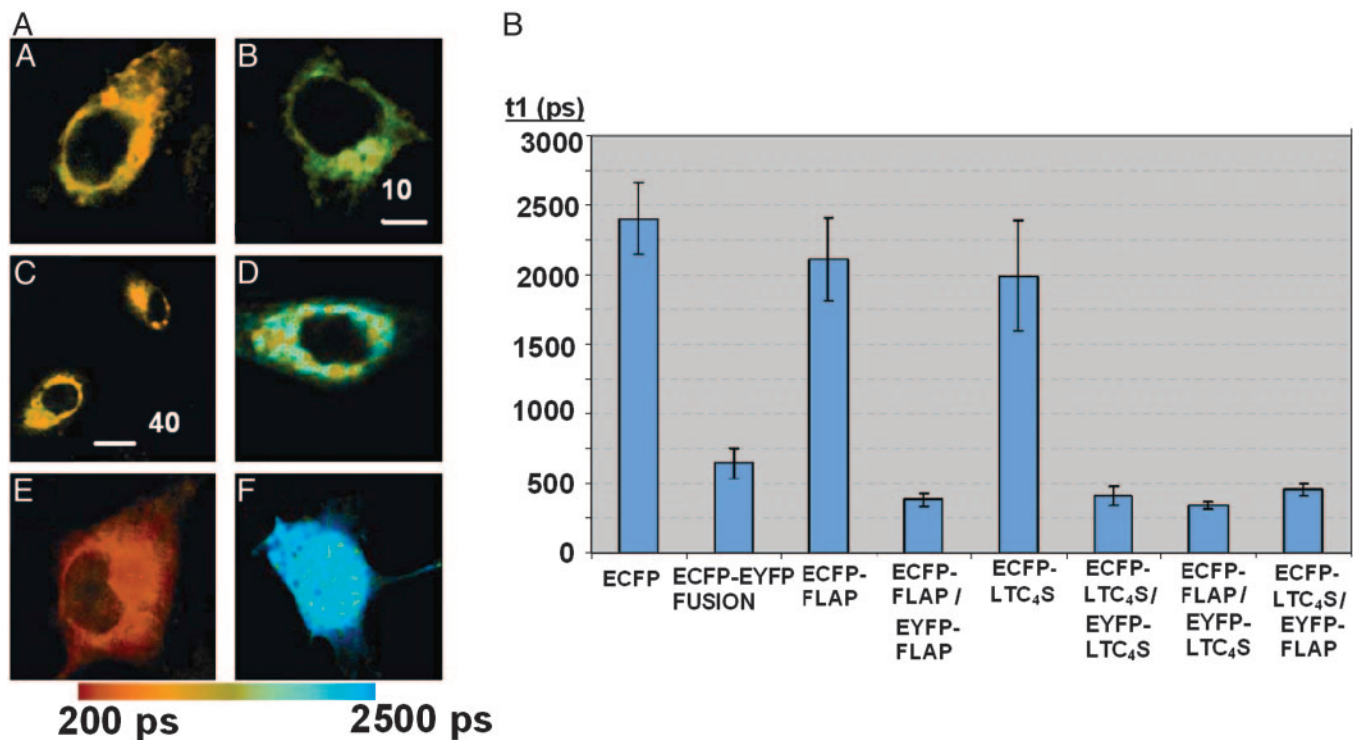 A
A
B
10
C
D
40
E
F
200 ps
2500 ps
B
t1 (ps)
3000
2500
2000
1500
1000
500
0
ECFP
ECFP-EYFP
FUSION
ECFP-
FLAP
ECFP-
FLAP /
EYFP-
FLAP
ECFP-
LTC₄S
ECFP-
LTC₄S/
EYFP-
LTC₄S
ECFP-
FLAP /
EYFP-
LTC₄S
ECFP-
LTC₄S/
EYFP-
FLAP